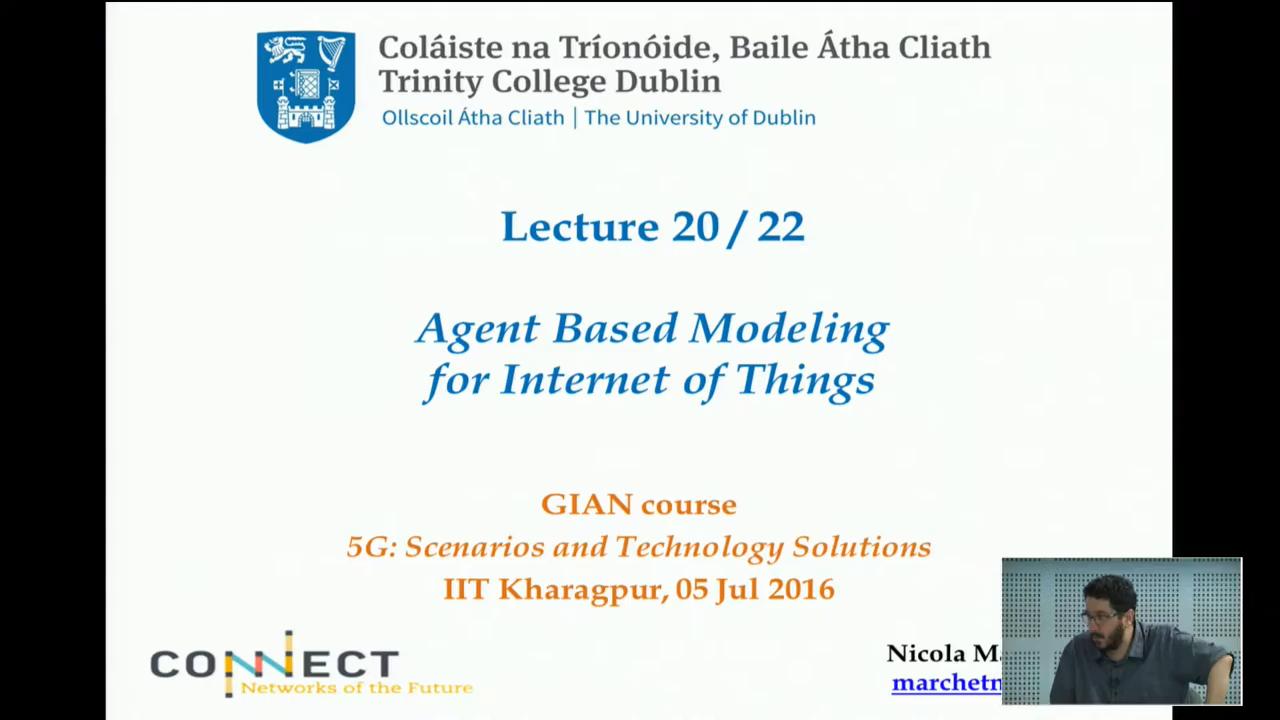 Coláiste na Tríonóide, Baile Átha Cliath
Trinity College Dublin
Ollscoil Átha Cliath | The University of Dublin
Lecture 20 / 22
Agent Based Modeling
for Internet of Things
GIAN course
5G: Scenarios and Technology Solutions
IIT Kharagpur, 05 Jul 2016
CONNECT
Networks of the Future
Nicola